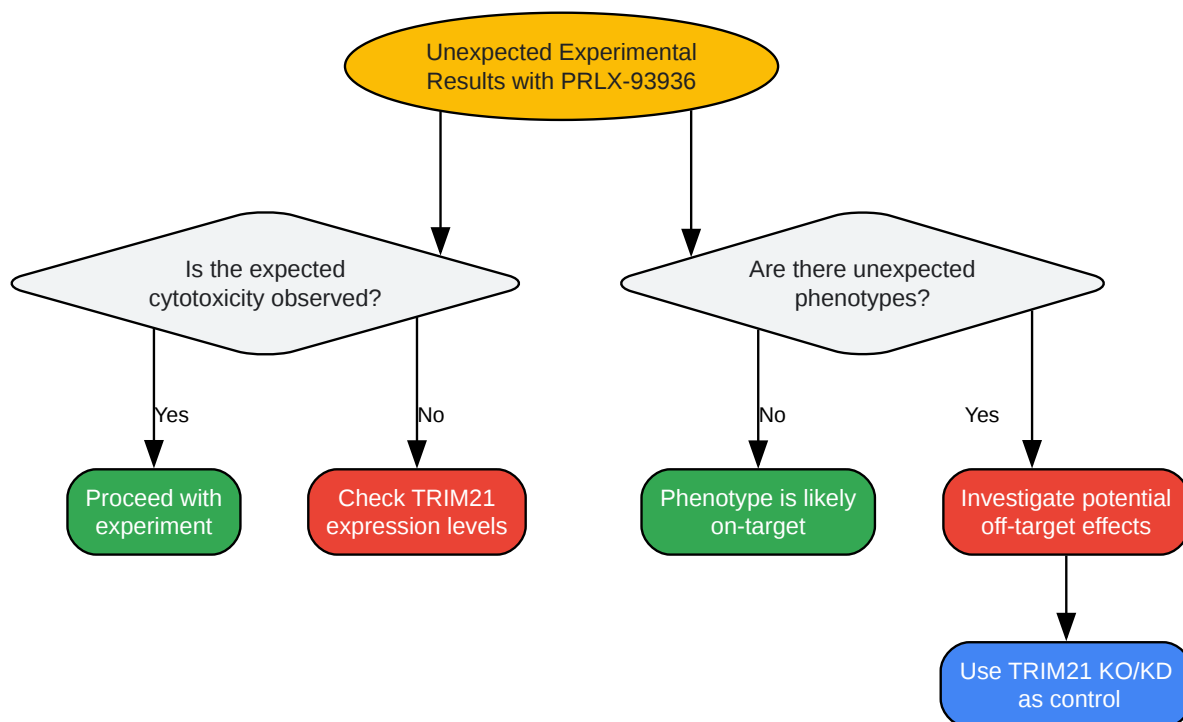 Unexpected Experimental
Results with PRLX-93936
Is the expected
cytotoxicity observed?
Are there unexpected
phenotypes?
Yes
No
No
Yes
Proceed with
experiment
Check TRIM21
expression levels
Phenotype is likely
on-target
Investigate potential
off-target effects
Use TRIM21 KO/KD
as control